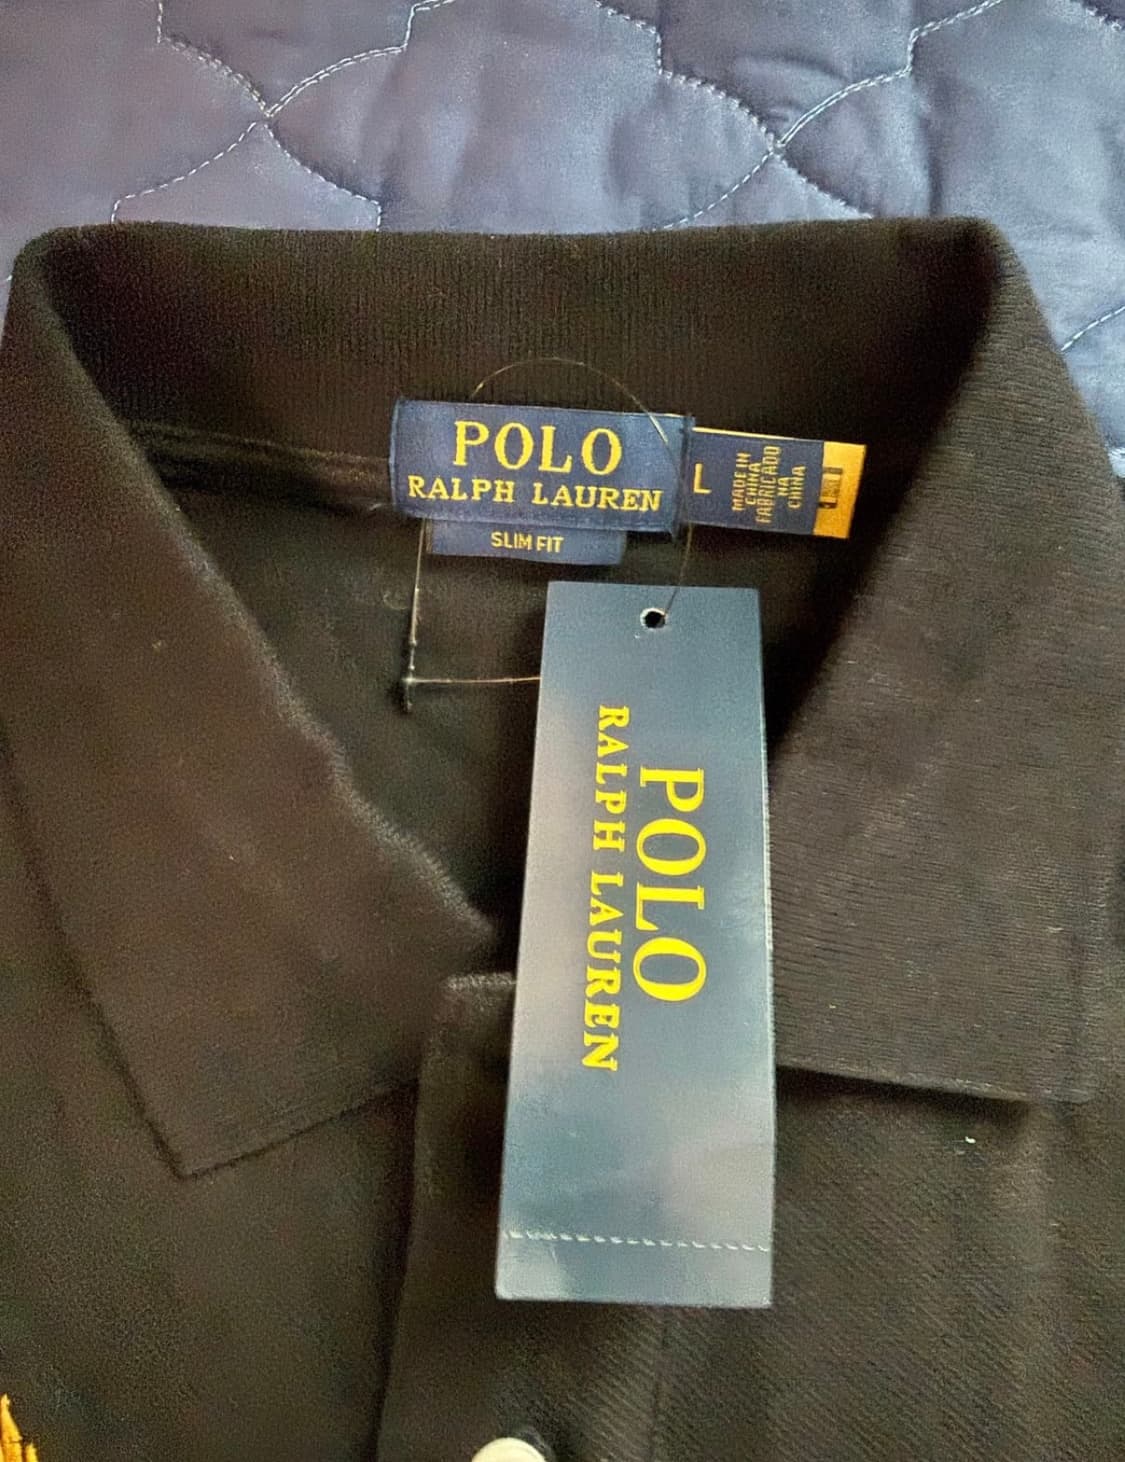 POLO
RALPH LAUREN
SLIM FIT
L
MADE IN
CHINA
FABRICADO
NA
CHINA
POLO
RALPH LAUREN